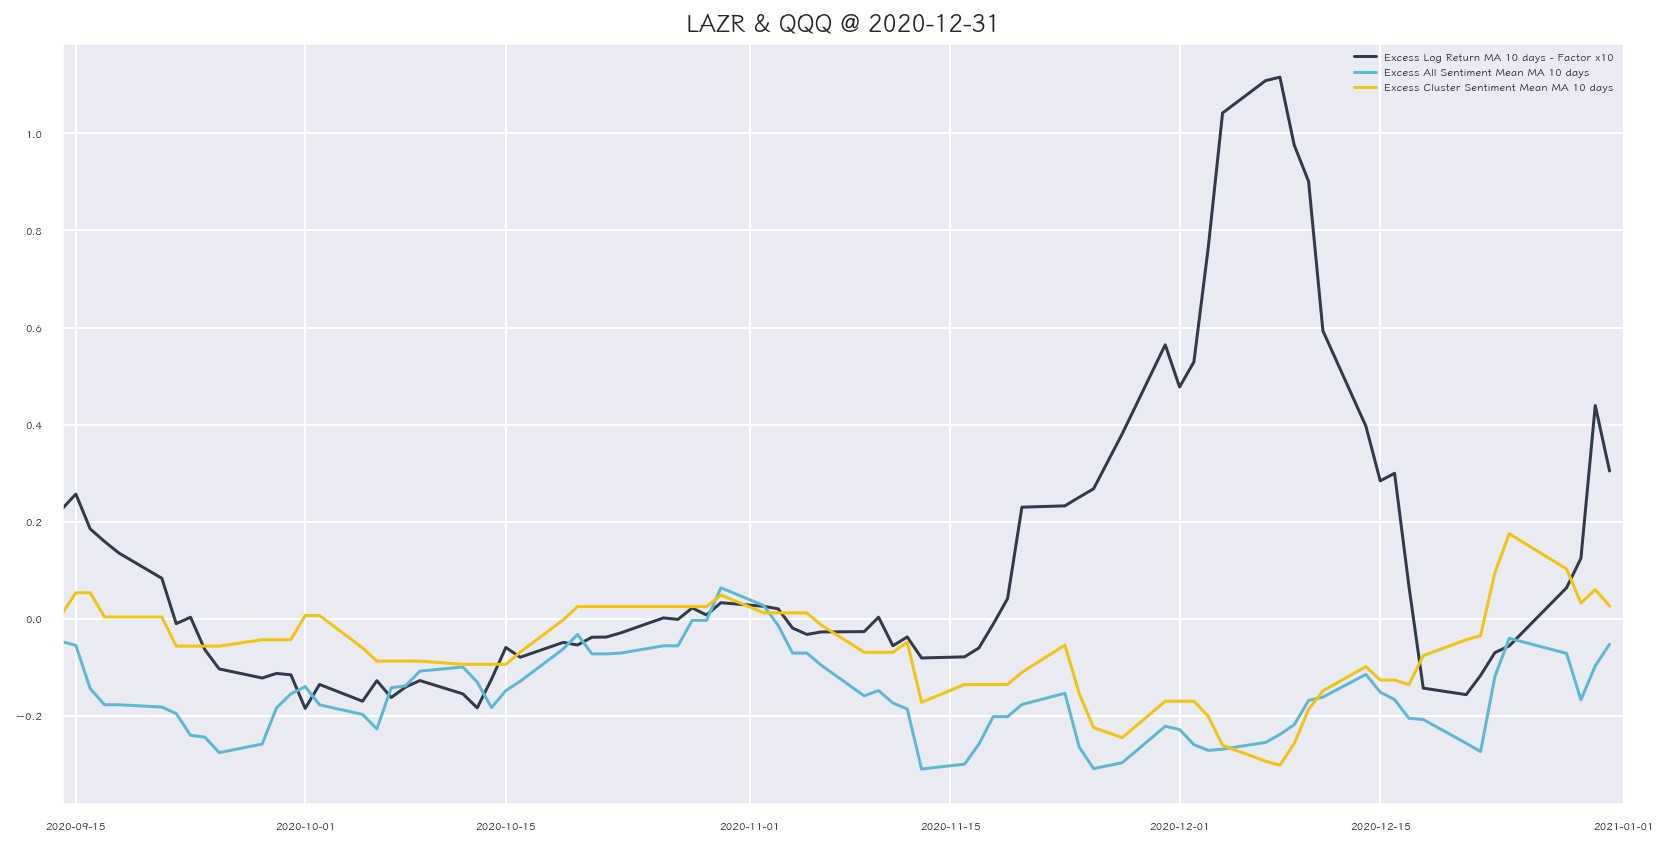 LAZR & QQQ @ 2020-12-31
Excess Log Return MA 10 days - Factor x10
Excess All Sentiment Mean MA 10 days
Excess Cluster Sentiment Mean MA 10 days
1.0
0.8
0.6
0.4
0.2
0.0
−0.2
2020-09-15 2020-10-01 2020-10-15 2020-11-01 2020-11-15 2020-12-01 2020-12-15 2021-01-01